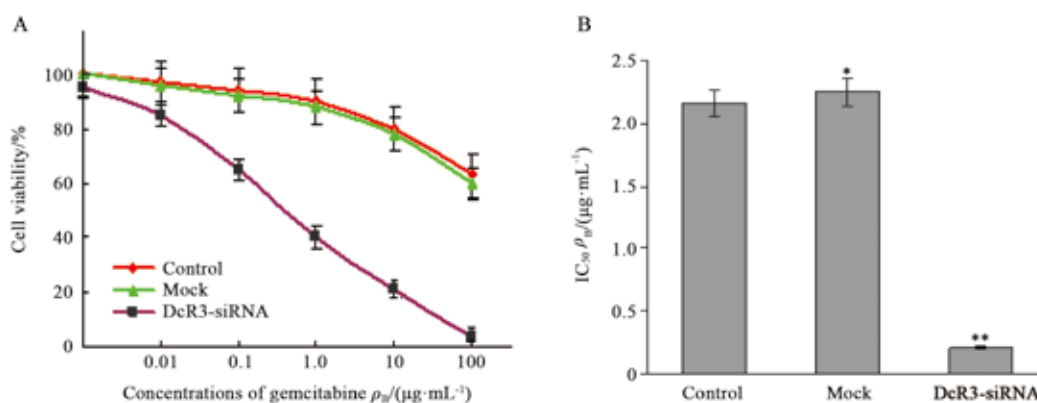 A
Cell viability/%
100
80
60
40
20
0
Control
Mock
DcR3-siRNA
0.01 0.1 1.0 10 100
Concentrations of gemcitabine ρB/(μg·mL⁻¹)
B
IC₅₀ ρB/(μg·mL⁻¹)
2.5
2.0
1.5
1.0
0.5
0
*
**
Control Mock DcR3-siRNA